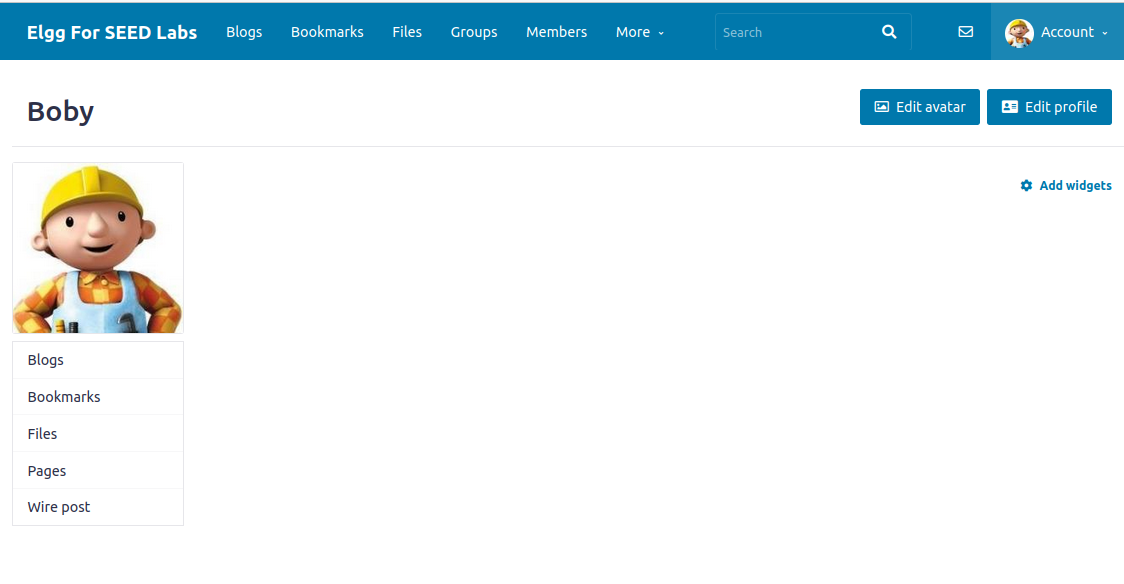 Elgg For SEED Labs Blogs Bookmarks Files Groups Members More Search Account
Boby
Edit avatar Edit profile
Add widgets
Blogs
Bookmarks
Files
Pages
Wire post